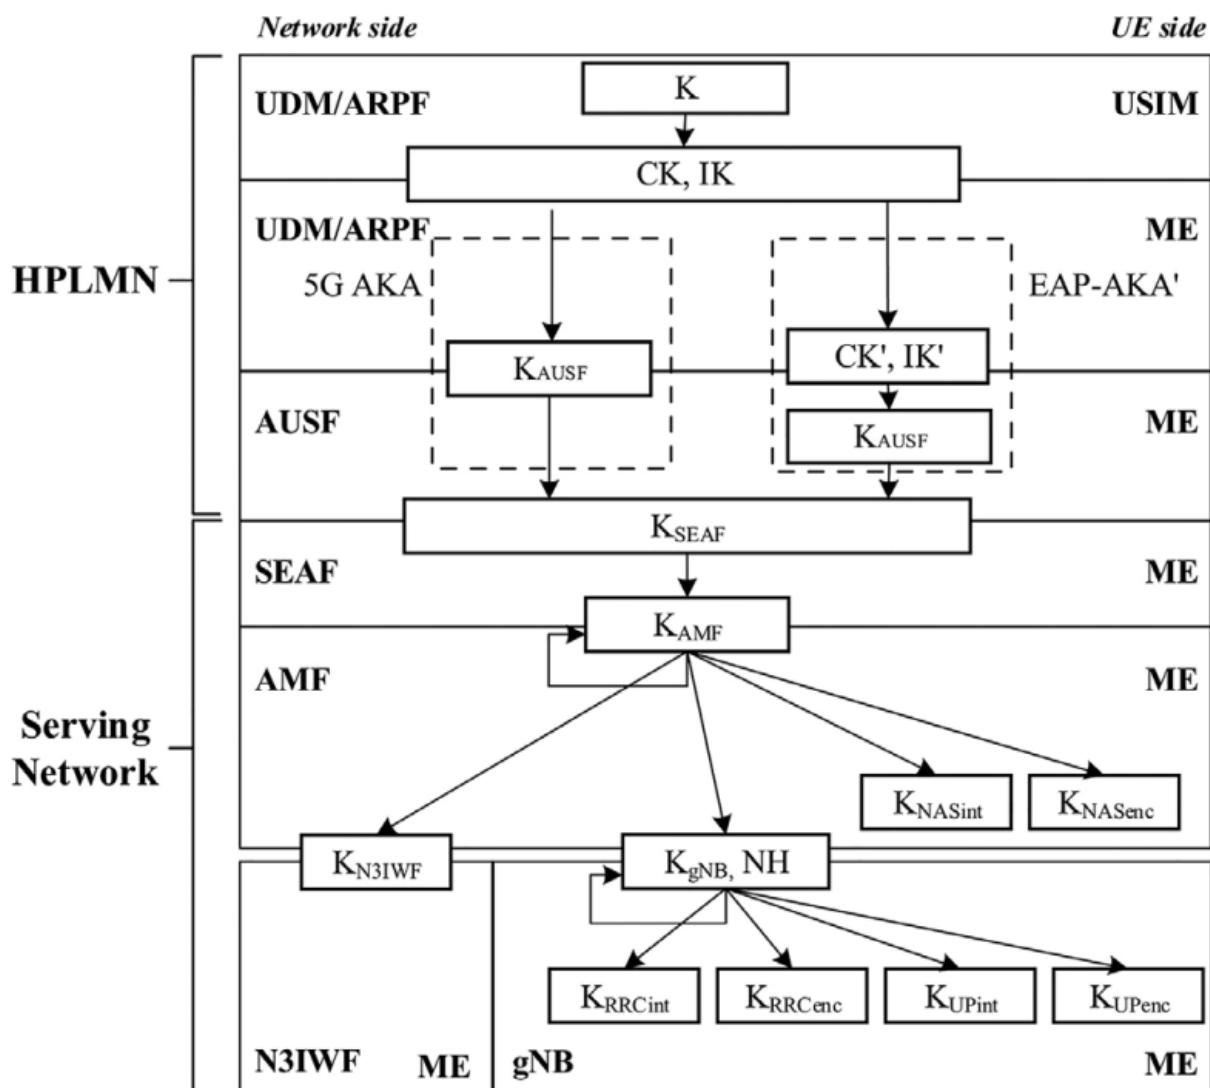 Network side
UE side
UDM/ARPF
K
USIM
CK, IK
UDM/ARPF
ME
HPLMN
5G AKA
EAP-AKA'
KAUSF
CK', IK'
AUSF
KAUSF
ME
KSEAF
SEAF
ME
KAMF
AMF
ME
Serving
Network
KNASint
KNASenc
KN3IWF
KgNB, NH
KRRCint
KRRCenc
KUPint
KUPenc
N3IWF
ME
gNB
ME